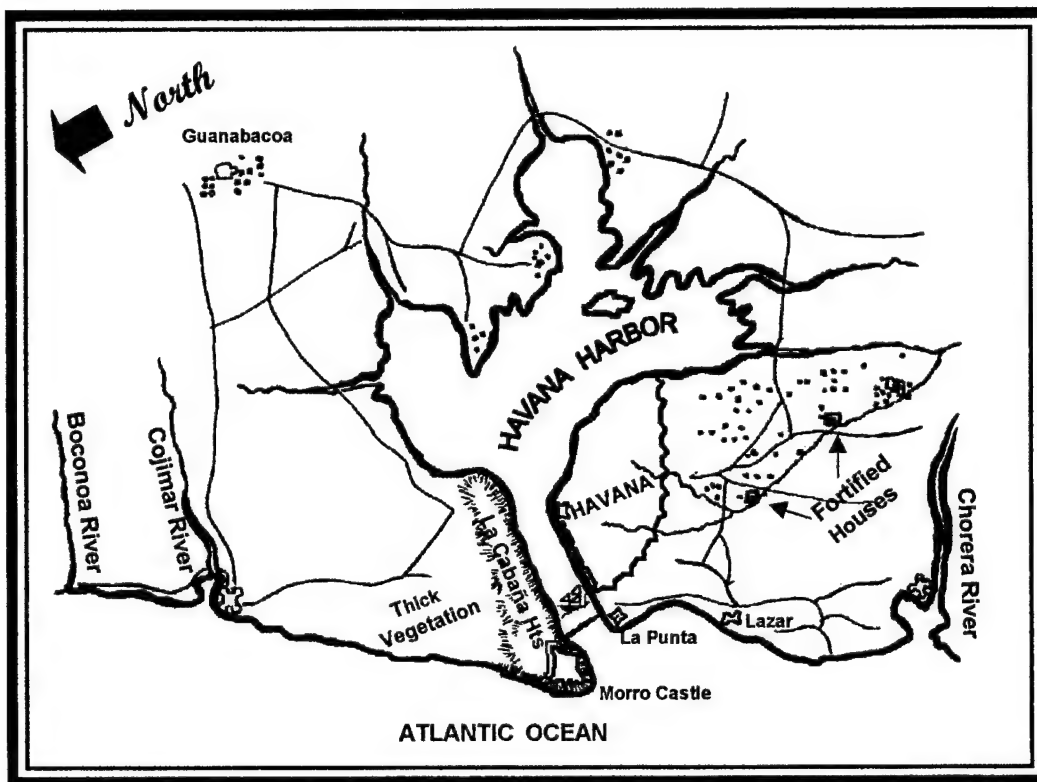 North
Guanabacoa
HAVANA HARBOR
Boconoa River
Cojimar River
HAVANA
Fortified
Houses
Chorera River
La Cabaña Hts
Thick
Vegetation
Lazar
La Punta
Morro Castle
ATLANTIC OCEAN